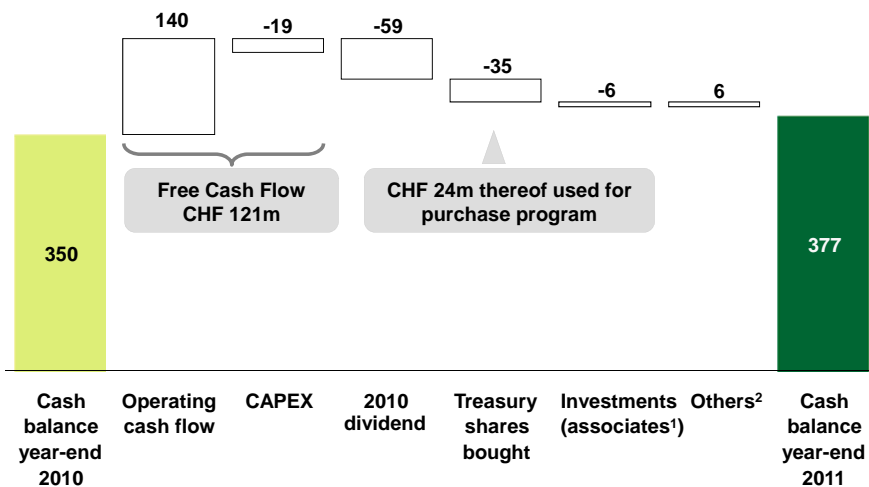 140
-19
-59
-35
-6
6
Free Cash Flow
CHF 121m
CHF 24m thereof used for
purchase program
350
377
Cash
balance
year-end
2010
Operating
cash flow
CAPEX
2010
dividend
Treasury
shares
bought
Investments
(associates¹)
Others²
Cash
balance
year-end
2011